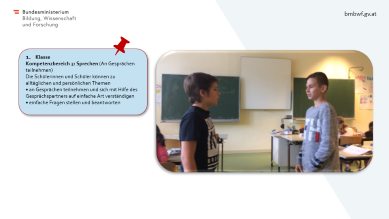 Bundesministerium
Bildung, Wissenschaft
und Forschung
bmbwf.gv.at
1. Klasse
Kompetenzbereich 3: Sprechen (An Gesprächen
teilnehmen)
Die Schülerinnen und Schüler können zu
alltäglichen und persönlichen Themen
• an Gesprächen teilnehmen und sich mit Hilfe des
Gesprächspartners auf einfache Art verständigen
• einfache Fragen stellen und beantworten